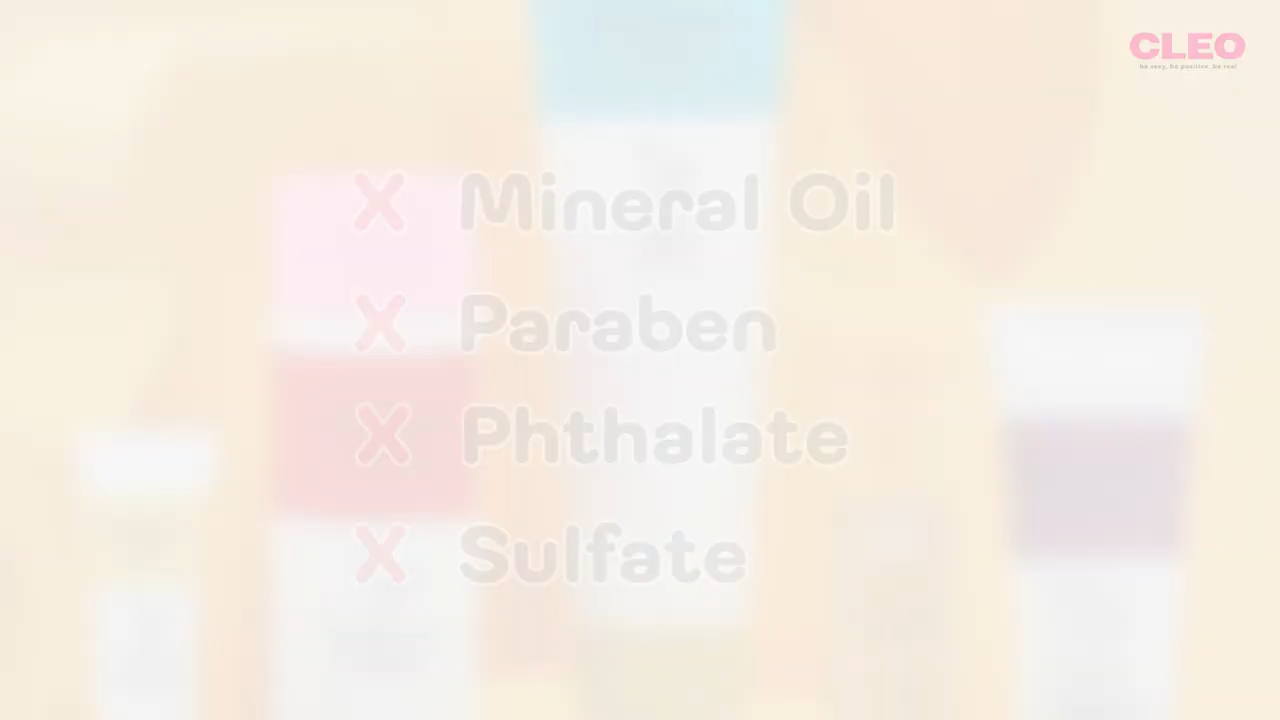 CLEO
be sexy, be positive, be real
X Mineral Oil
X Paraben
X Phthalate
X Sulfate